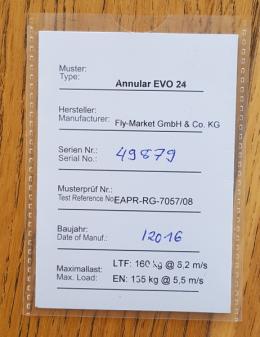 Muster:
Type: Annular EVO 24
Hersteller:
Manufacturer: Fly-Market GmbH & Co. KG
Serien Nr.:
Serial No.: 49879
Musterprüf Nr.:
Test Reference No EAPR-RG-7057/08
Baujahr:
Date of Manuf.: 12016
Maximallast: LTF: 160 kg @ 6,2 m/s
Max. Load: EN: 135 kg @ 5,5 m/s